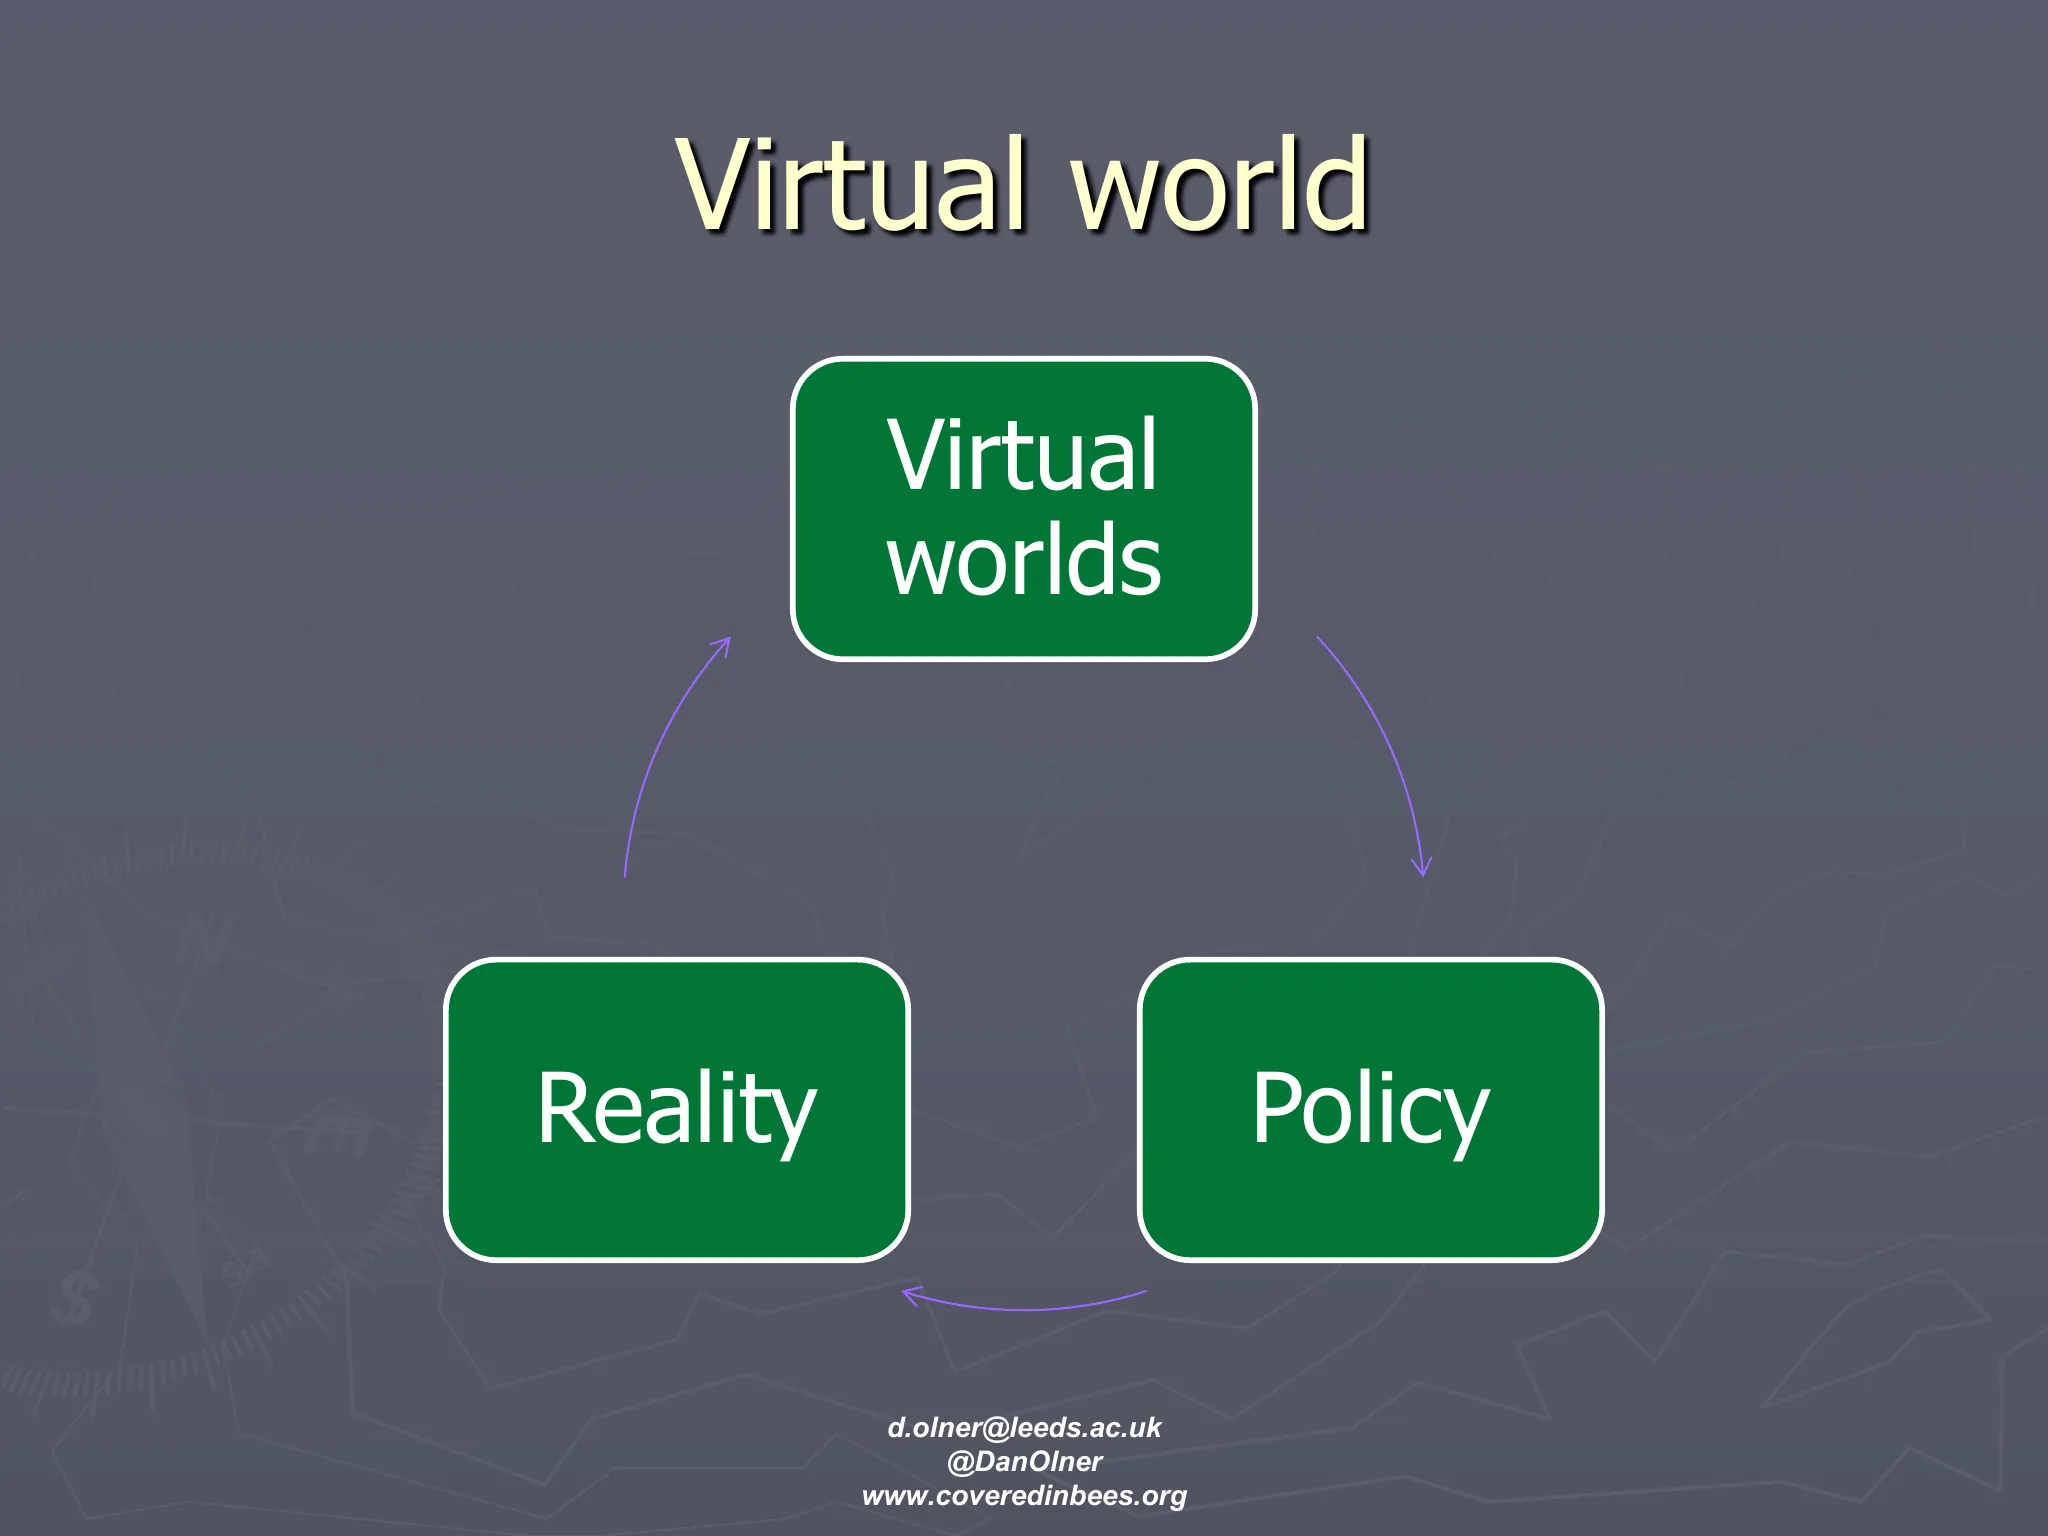 Virtual world
Virtual
worlds
Reality
Policy
N
E
S
d.olner@leeds.ac.uk
@DanOlner
www.coveredinbees.org